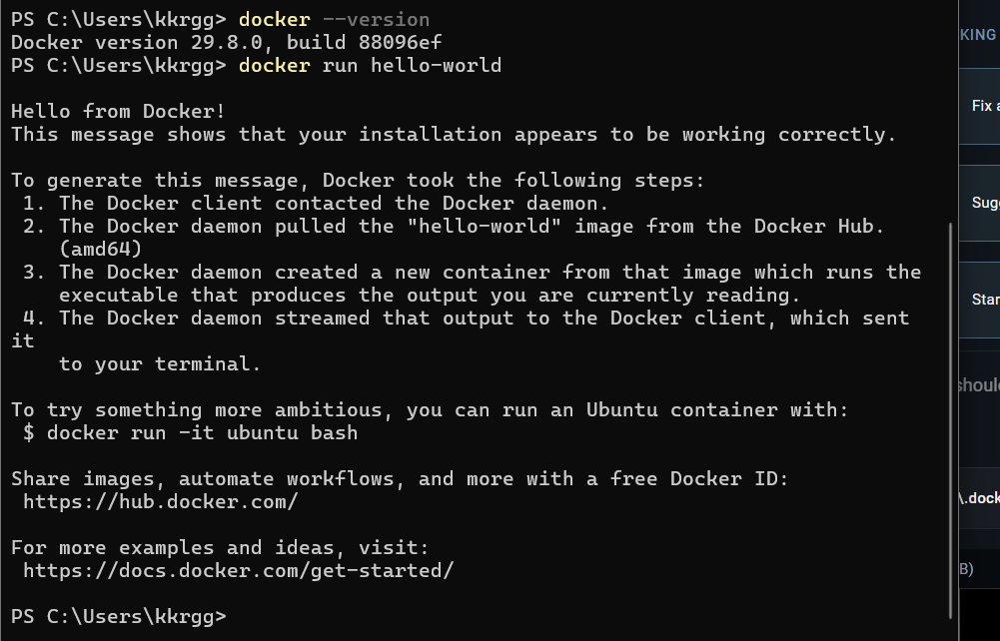 PS C:\Users\kkrgg> docker --version
Docker version 29.8.0, build 88096ef
PS C:\Users\kkrgg> docker run hello-world
KING
Hello from Docker!
Fix a
This message shows that your installation appears to be working correctly.
To generate this message, Docker took the following steps:
1. The Docker client contacted the Docker daemon.
Sug
2. The Docker daemon pulled the "hello-world" image from the Docker Hub.
(amd64)
3. The Docker daemon created a new container from that image which runs the
executable that produces the output you are currently reading.
Star
4. The Docker daemon streamed that output to the Docker client, which sent
it
to your terminal.
shoul
To try something more ambitious, you can run an Ubuntu container with:
$ docker run -it ubuntu bash
Share images, automate workflows, and more with a free Docker ID:
https://hub.docker.com/
\.dock
For more examples and ideas, visit:
https://docs.docker.com/get-started/
B)
PS C:\Users\kkrgg>